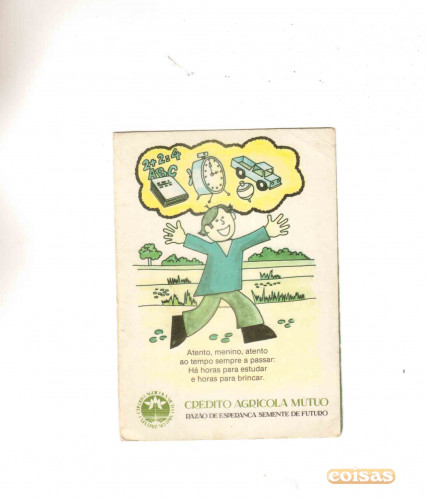 2+2=4
ABC
Atento, menino, atento
ao tempo sempre a passar:
Há horas para estudar
e horas para brincar.
CREDITO AGRICOLA MUTUO
RAZÃO DE ESPERANÇA SEMENTE DE FUTURO
coisas